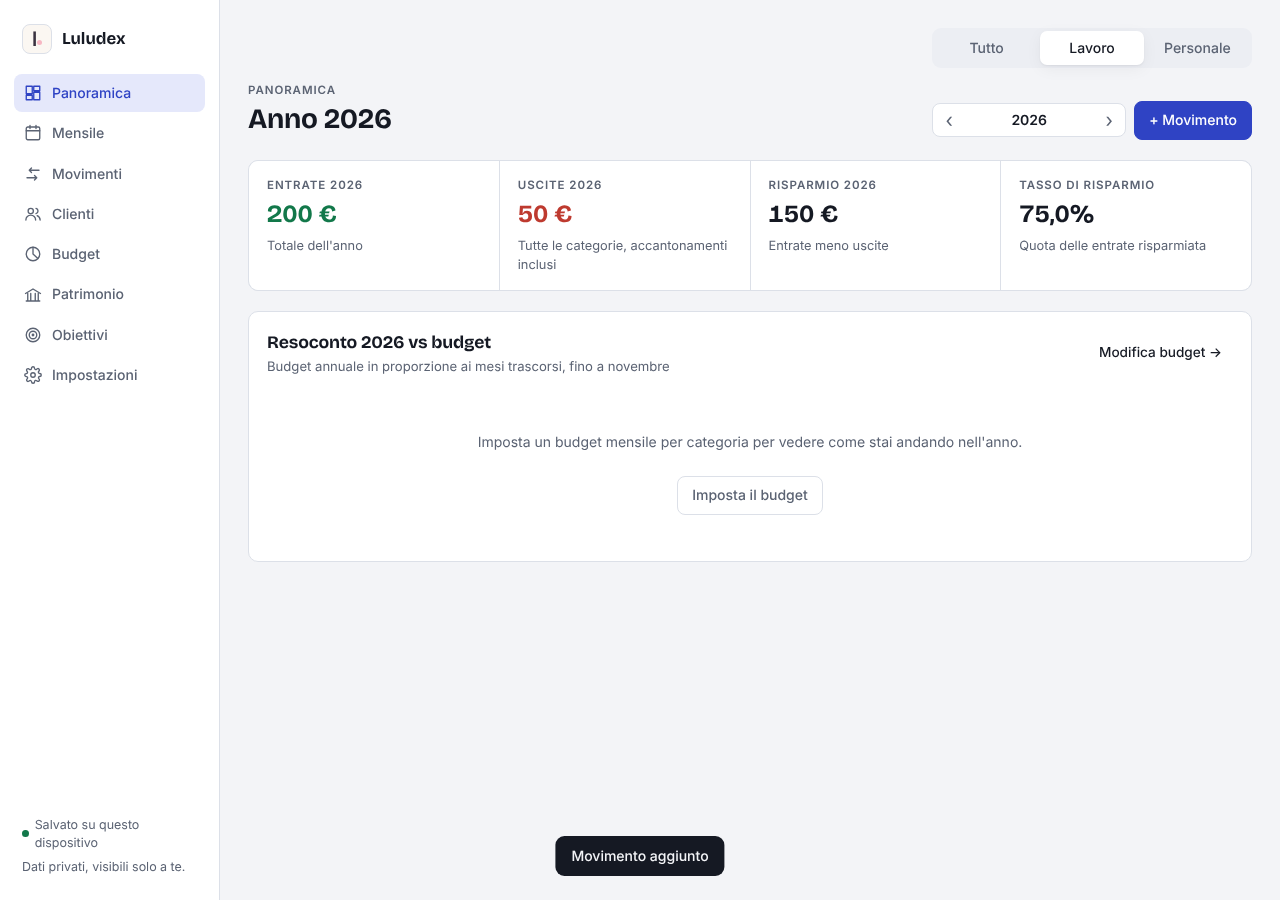 Luludex
Panoramica
Mensile
Movimenti
Clienti
Budget
Patrimonio
Obiettivi
Impostazioni
Salvato su questo
dispositivo
Dati privati, visibili solo a te.
Tutto
Lavoro
Personale
PANORAMICA
Anno 2026
‹ 2026 ›
+ Movimento
ENTRATE 2026
200 €
Totale dell'anno
USCITE 2026
50 €
Tutte le categorie, accantonamenti
inclusi
RISPARMIO 2026
150 €
Entrate meno uscite
TASSO DI RISPARMIO
75,0%
Quota delle entrate risparmiata
Resoconto 2026 vs budget
Budget annuale in proporzione ai mesi trascorsi, fino a novembre
Modifica budget →
Imposta un budget mensile per categoria per vedere come stai andando nell'anno.
Imposta il budget
Movimento aggiunto